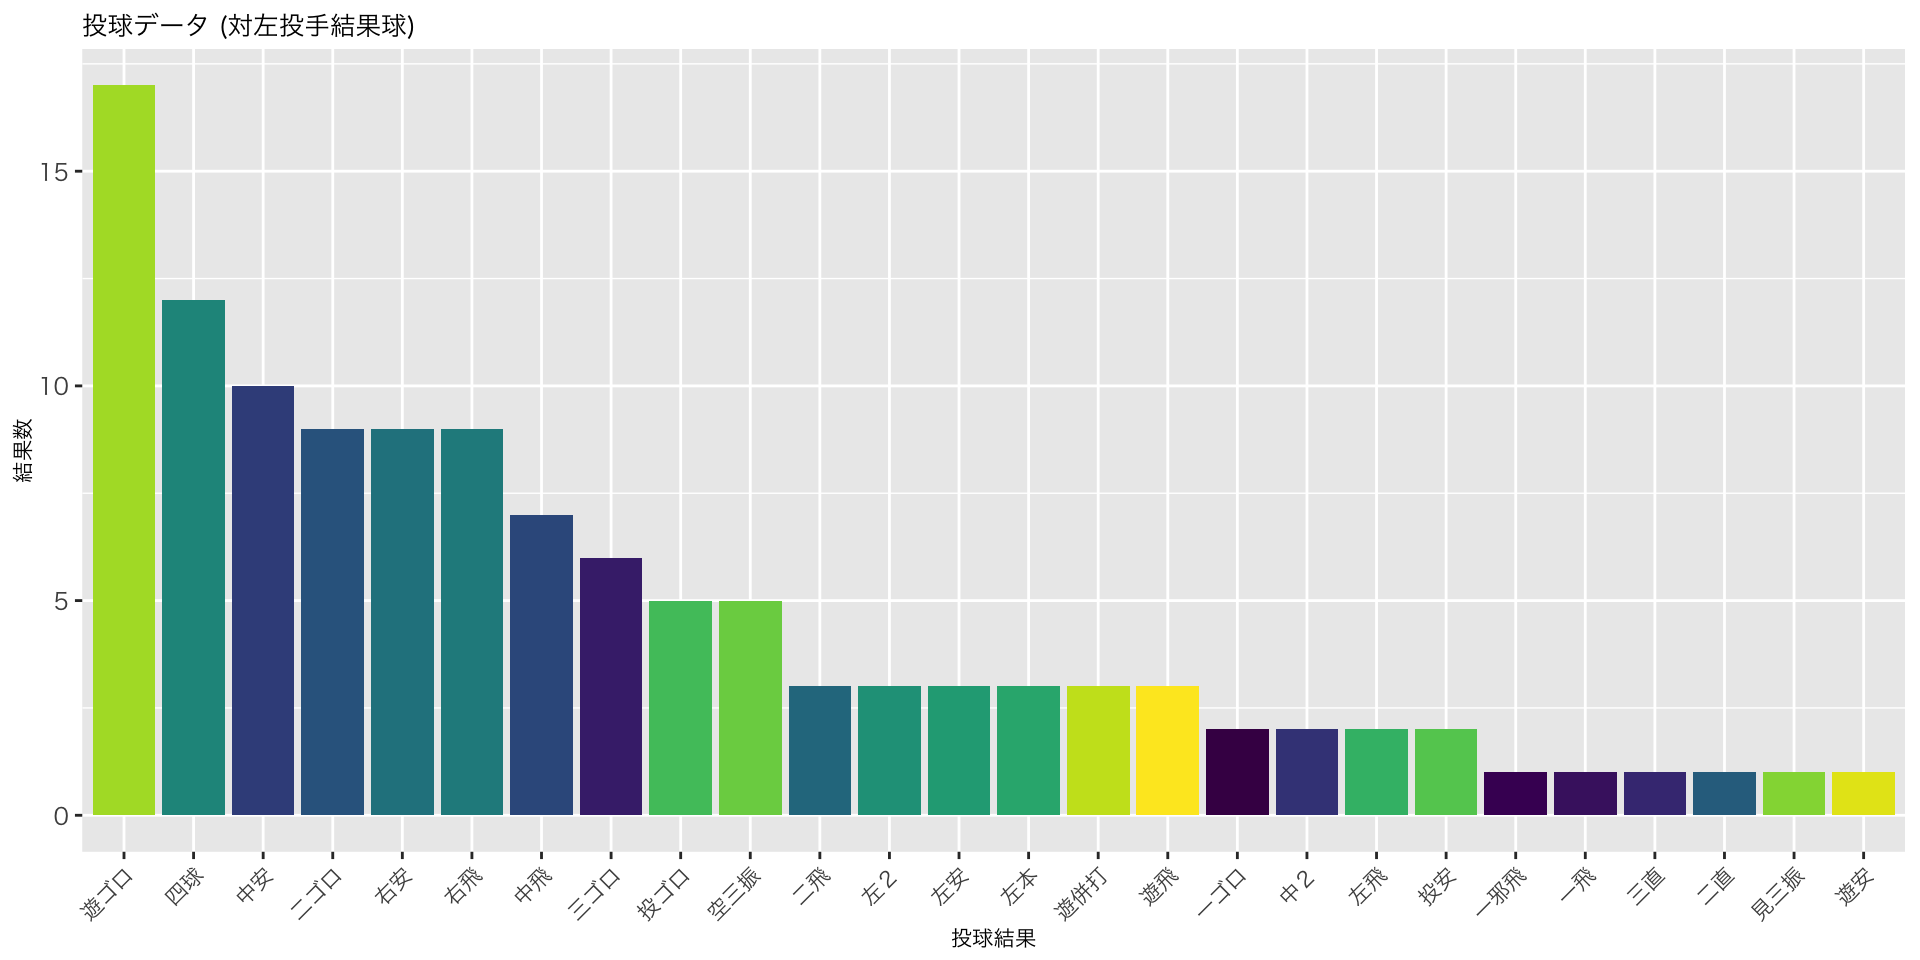 投球データ (対左投手結果球)
結果数
15
10
5
0
遊ゴロ
四球
中安
二ゴロ
右安
右飛
中飛
三ゴロ
投ゴロ
空三振
二飛
左２
左安
左本
遊併打
遊飛
一ゴロ
中２
左飛
投安
一邪飛
一飛
三直
二直
見三振
遊安
投球結果